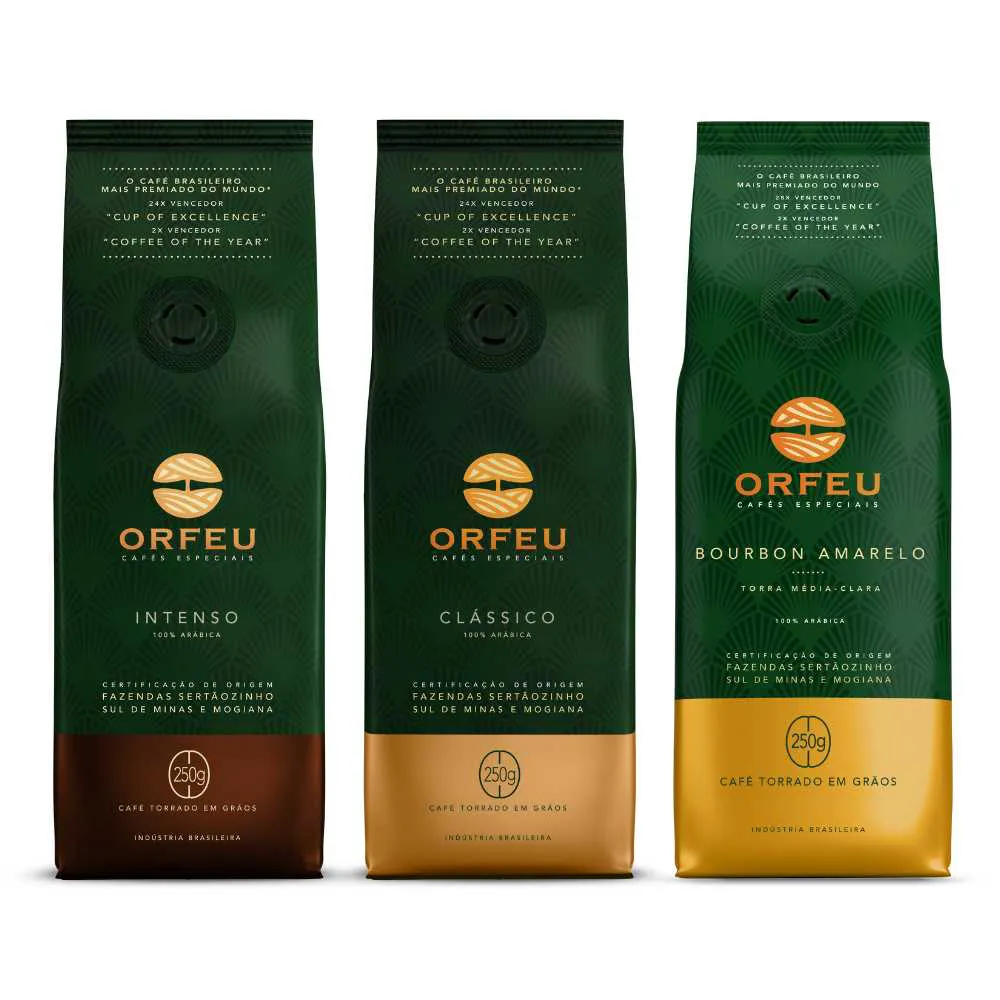 O CAFÉ BRASILEIRO
MAIS PREMIADO DO MUNDO*
24X VENCEDOR
"CUP OF EXCELLENCE"
2X VENCEDOR
"COFFEE OF THE YEAR"
ORFEU
CAFÉS ESPECIAIS
INTENSO
100% ARÁBICA
CERTIFICAÇÃO DE ORIGEM
FAZENDAS SERTÃOZINHO
SUL DE MINAS E MOGIANA
250g
CAFÉ TORRADO EM GRÃOS
INDÚSTRIA BRASILEIRA
O CAFÉ BRASILEIRO
MAIS PREMIADO DO MUNDO*
24X VENCEDOR
"CUP OF EXCELLENCE"
2X VENCEDOR
"COFFEE OF THE YEAR"
ORFEU
CAFÉS ESPECIAIS
CLÁSSICO
100% ARÁBICA
CERTIFICAÇÃO DE ORIGEM
FAZENDAS SERTÃOZINHO
SUL DE MINAS E MOGIANA
250g
CAFÉ TORRADO EM GRÃOS
INDÚSTRIA BRASILEIRA
O CAFÉ BRASILEIRO
MAIS PREMIADO DO MUNDO
VENCEDOR
"CUP OF EXCELLENCE"
2X VENCEDOR
"COFFEE OF THE YEAR"
ORFEU
CAFÉS ESPECIAIS
BOURBON AMARELO
TORRA MÉDIA-CLARA
100% ARÁBICA
CERTIFICAÇÃO DE ORIGEM
FAZENDAS SERTÃOZINHO
SUL DE MINAS E MOGIANA
250g
CAFÉ TORRADO EM GRÃOS
INDÚSTRIA BRASILEIRA